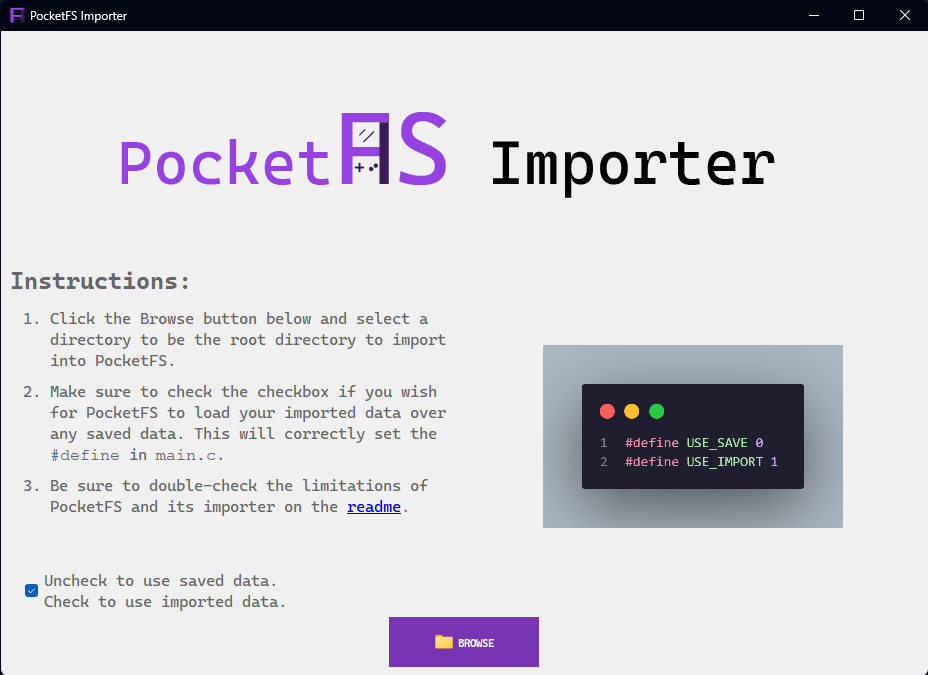 PocketFS Importer
PocketFS Importer
Instructions:
1. Click the Browse button below and select a
directory to be the root directory to import
into PocketFS.
2. Make sure to check the checkbox if you wish
for PocketFS to load your imported data over
any saved data. This will correctly set the
#define in main.c.
3. Be sure to double-check the limitations of
PocketFS and its importer on the readme.
1 #define USE_SAVE 0
2 #define USE_IMPORT 1
Uncheck to use saved data.
Check to use imported data.
BROWSE